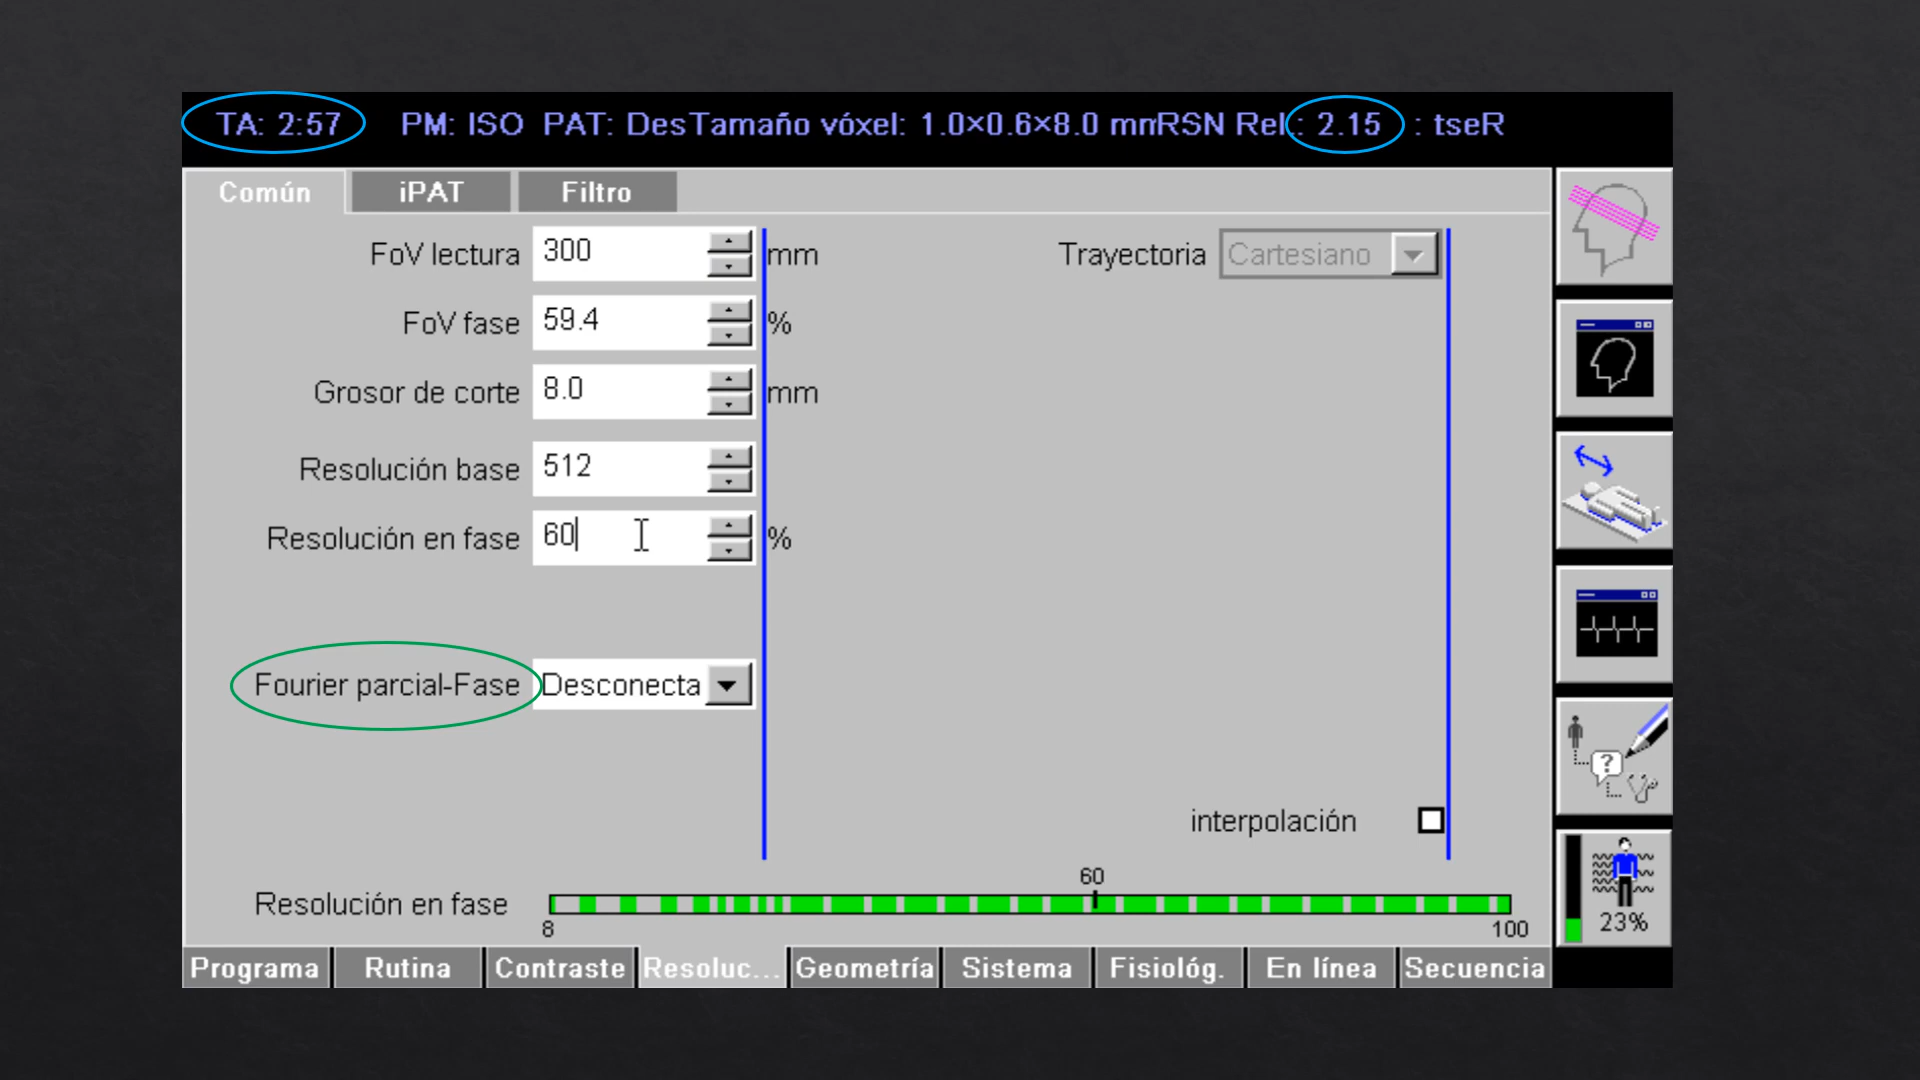 TA: 2:57 PM: ISO PAT: DesTamaño vóxel: 1.0×0.6×8.0 mmRSN Rel.: 2.15 : tseR
Común iPAT Filtro
FoV lectura 300 mm Trayectoria Cartesiano
FoV fase 59.4 %
Grosor de corte 8.0 mm
Resolución base 512
Resolución en fase 60 %
Fourier parcial-Fase Desconecta
?
interpolación
60
Resolución en fase
8 100
23%
Programa Rutina Contraste Resoluc... Geometría Sistema Fisiológ. En línea Secuencia